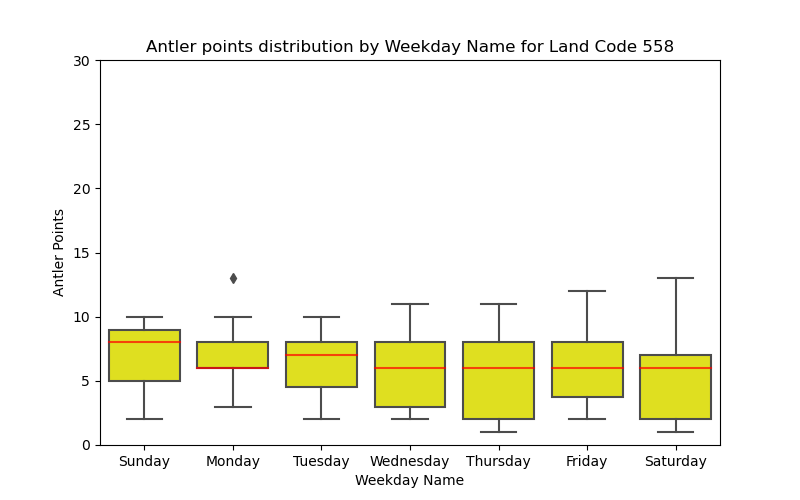 Antler points distribution by Weekday Name for Land Code 558
30
25
20
15
10
5
0
Antler Points
Sunday Monday Tuesday Wednesday Thursday Friday Saturday
Weekday Name